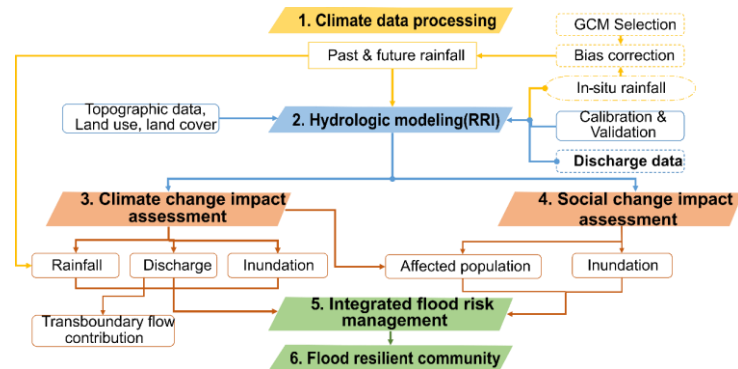 1. Climate data processing
GCM Selection
Past & future rainfall
Bias correction
In-situ rainfall
Topographic data,
Land use, land cover
2. Hydrologic modeling(RRI)
Calibration &
Validation
Discharge data
3. Climate change impact
assessment
4. Social change impact
assessment
Rainfall
Discharge
Inundation
Affected population
Inundation
Transboundary flow
contribution
5. Integrated flood risk
management
6. Flood resilient community